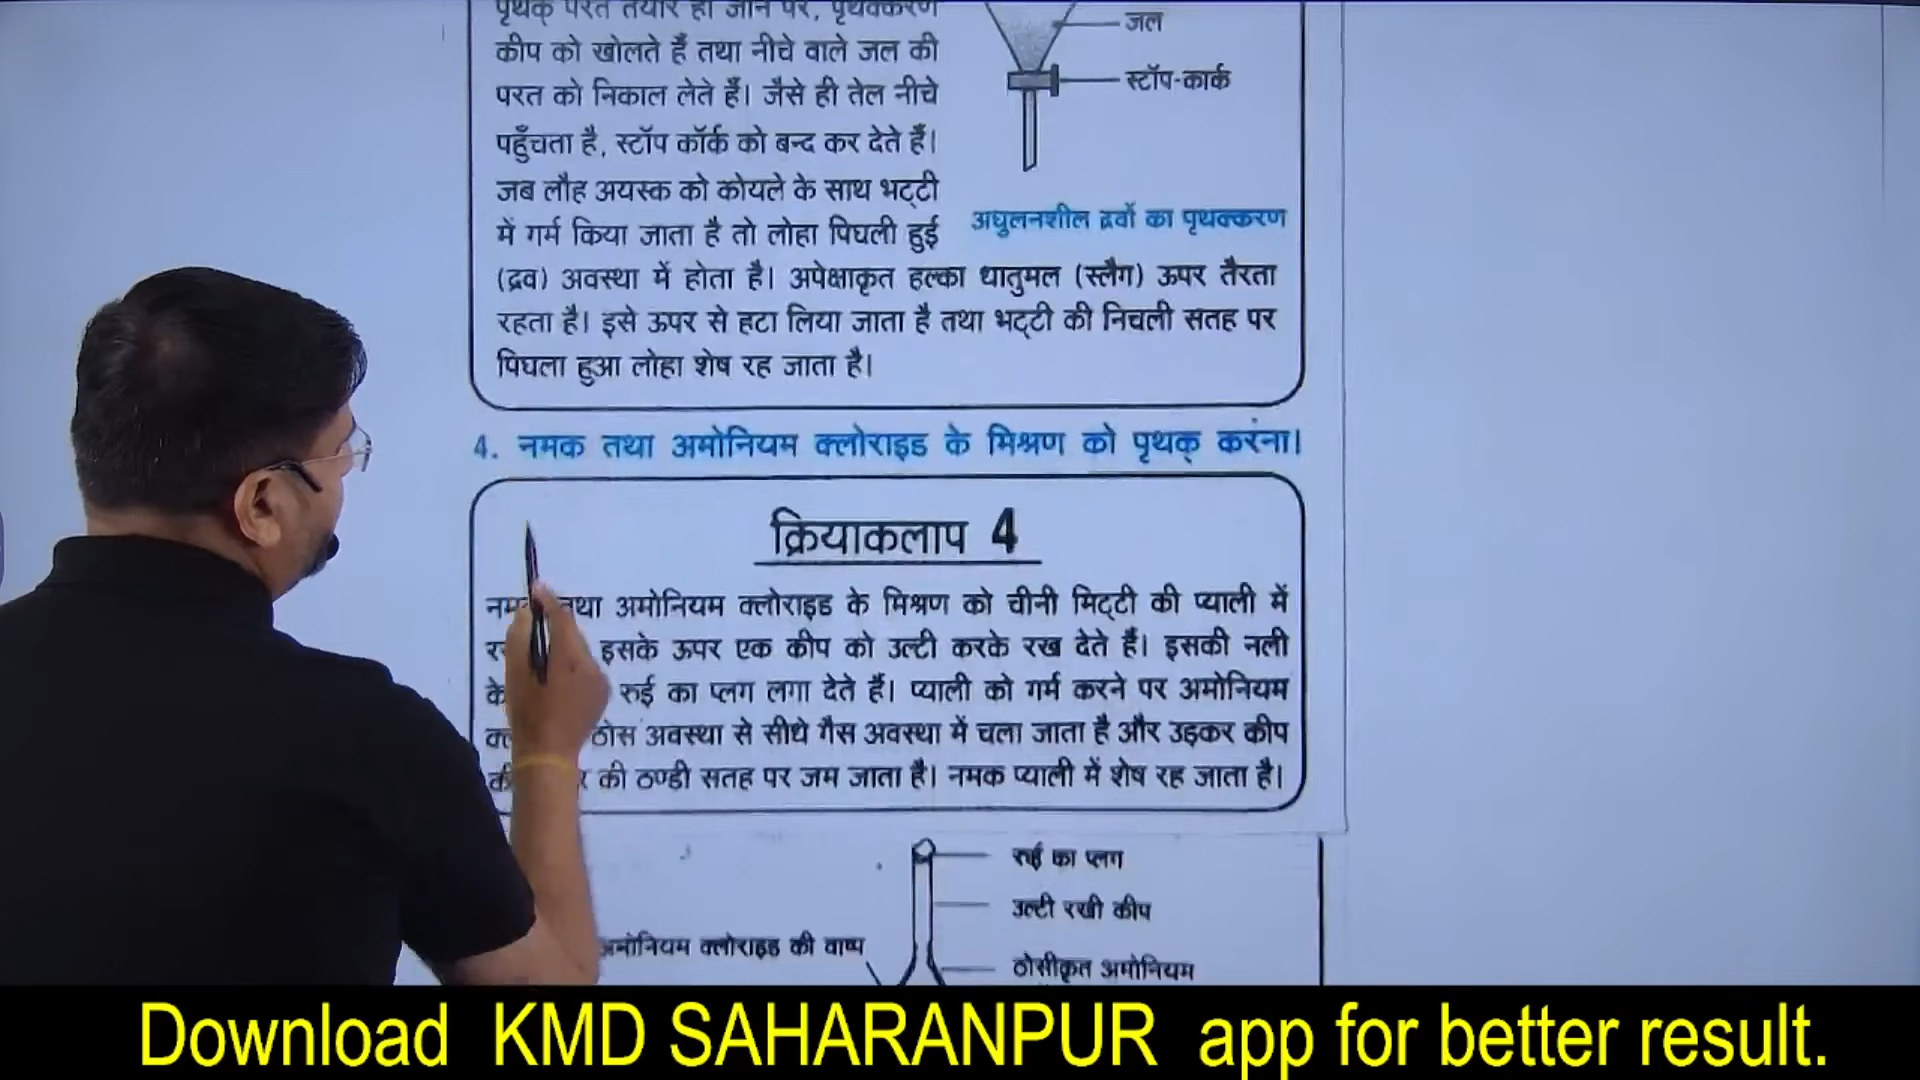 पृथक् परत तैयार हो जाने पर, पृथक्करण
कीप को खोलते हैं तथा नीचे वाले जल की
परत को निकाल लेते हैं। जैसे ही तेल नीचे
पहुँचता है, स्टॉप कॉर्क को बन्द कर देते हैं।
जब लौह अयस्क को कोयले के साथ भट्टी
में गर्म किया जाता है तो लोहा पिघली हुई
(द्रव) अवस्था में होता है। अपेक्षाकृत हल्का धातुमल (स्लैग) ऊपर तैरता
रहता है। इसे ऊपर से हटा लिया जाता है तथा भट्टी की निचली सतह पर
पिघला हुआ लोहा शेष रह जाता है।
जल
स्टॉप-कार्क
अघुलनशील द्रवों का पृथक्करण
4. नमक तथा अमोनियम क्लोराइड के मिश्रण को पृथक् करना।
क्रियाकलाप 4
तथा अमोनियम क्लोराइड के मिश्रण को चीनी मिट्टी की प्याली में
इसके ऊपर एक कीप को उल्टी करके रख देते हैं। इसकी नली
रुई का प्लग लगा देते हैं। प्याली को गर्म करने पर अमोनियम
ठोस अवस्था से सीधे गैस अवस्था में चला जाता है और उड़कर कीप
की ठण्डी सतह पर जम जाता है। नमक प्याली में शेष रह जाता है।
रुई का प्लग
उल्टी रखी कीप
अमोनियम क्लोराइड की वाष्प
ठोसीकृत अमोनियम
Download KMD SAHARANPUR app for better result.